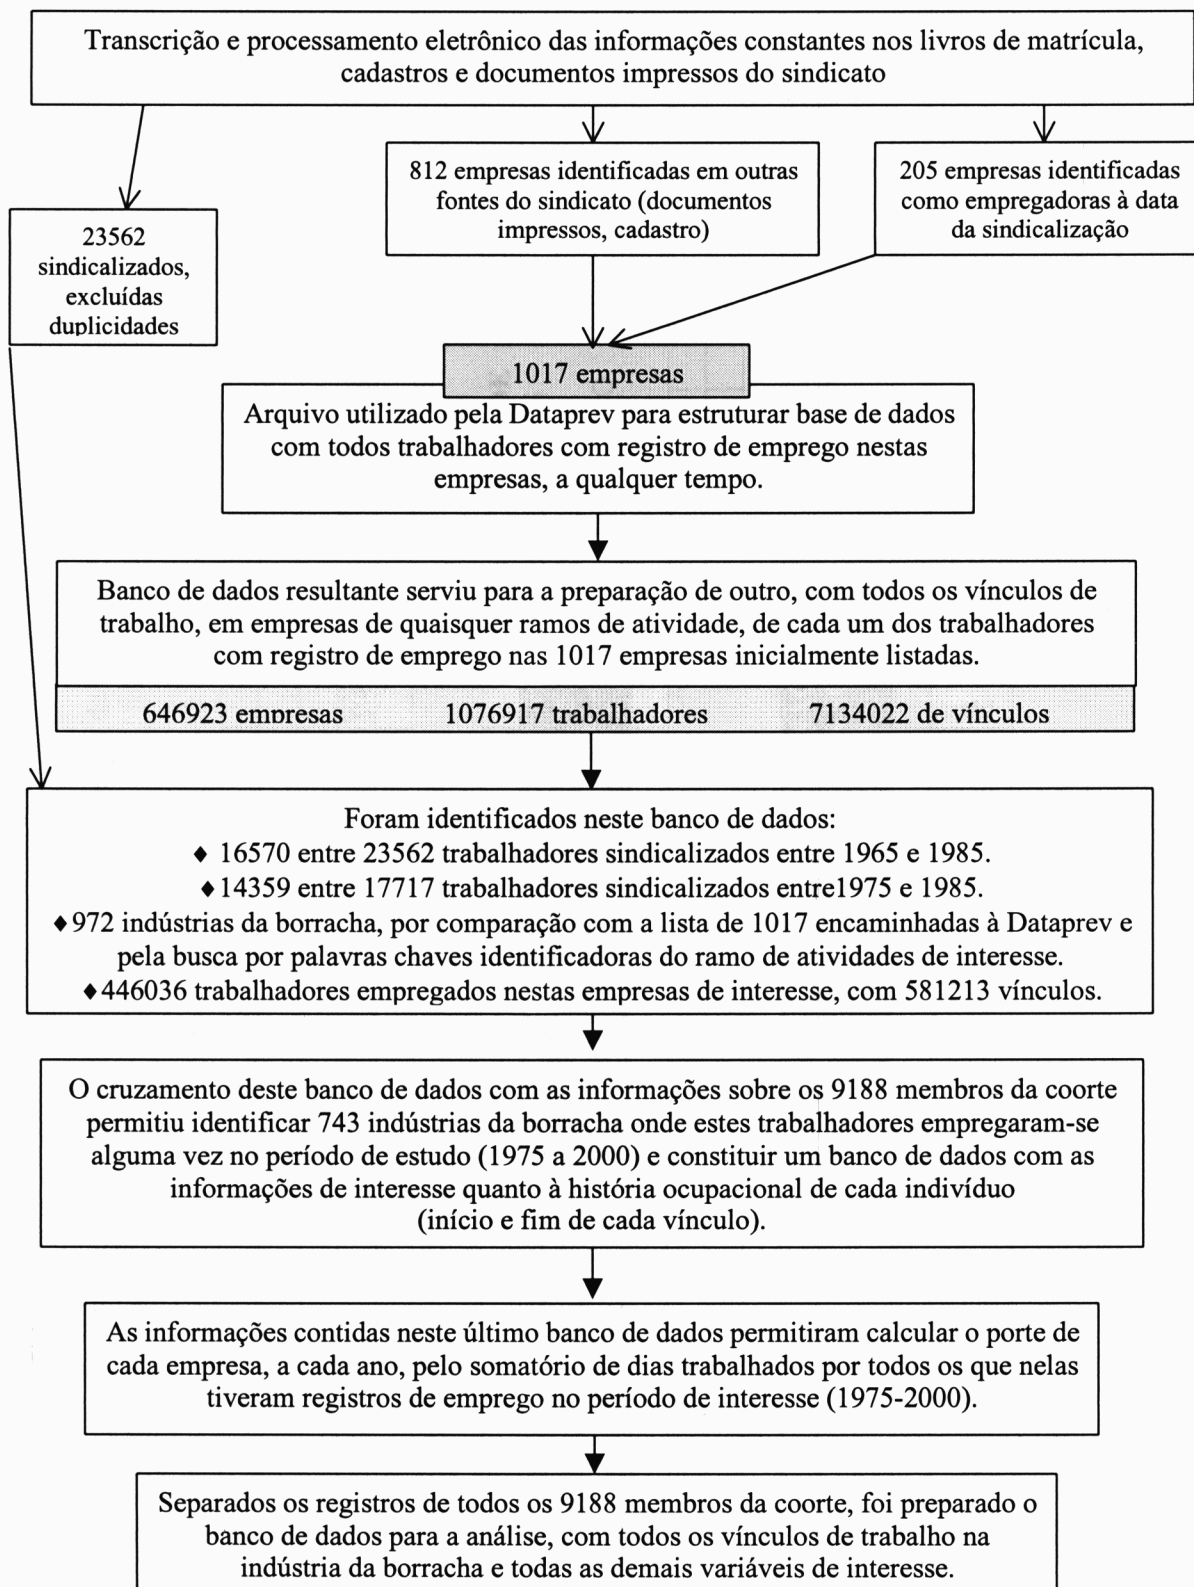 Transcrição e processamento eletrônico das informações constantes nos livros de matrícula,
cadastros e documentos impressos do sindicato
812 empresas identificadas em outras
fontes do sindicato (documentos
impressos, cadastro)
205 empresas identificadas
como empregadoras à data
da sindicalização
23562
sindicalizados,
excluídas
duplicidades
1017 empresas
Arquivo utilizado pela Dataprev para estruturar base de dados
com todos trabalhadores com registro de emprego nestas
empresas, a qualquer tempo.
Banco de dados resultante serviu para a preparação de outro, com todos os vínculos de
trabalho, em empresas de quaisquer ramos de atividade, de cada um dos trabalhadores
com registro de emprego nas 1017 empresas inicialmente listadas.
646923 empresas 1076917 trabalhadores 7134022 de vínculos
Foram identificados neste banco de dados:
♦ 16570 entre 23562 trabalhadores sindicalizados entre 1965 e 1985.
♦14359 entre 17717 trabalhadores sindicalizados entre1975 e 1985.
♦972 indústrias da borracha, por comparação com a lista de 1017 encaminhadas à Dataprev e
pela busca por palavras chaves identificadoras do ramo de atividades de interesse.
♦446036 trabalhadores empregados nestas empresas de interesse, com 581213 vínculos.
O cruzamento deste banco de dados com as informações sobre os 9188 membros da coorte
permitiu identificar 743 indústrias da borracha onde estes trabalhadores empregaram-se
alguma vez no período de estudo (1975 a 2000) e constituir um banco de dados com as
informações de interesse quanto à história ocupacional de cada indivíduo
(início e fim de cada vínculo).
As informações contidas neste último banco de dados permitiram calcular o porte de
cada empresa, a cada ano, pelo somatório de dias trabalhados por todos os que nelas
tiveram registros de emprego no período de interesse (1975-2000).
Separados os registros de todos os 9188 membros da coorte, foi preparado o
banco de dados para a análise, com todos os vínculos de trabalho na
indústria da borracha e todas as demais variáveis de interesse.